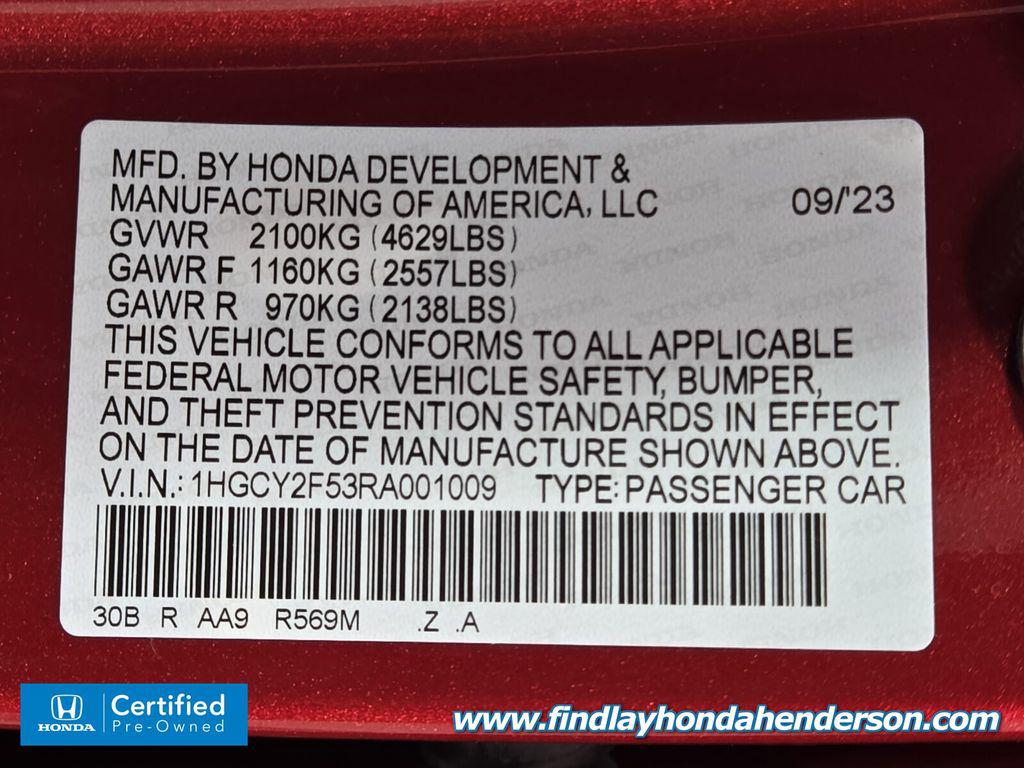 MFD. BY HONDA DEVELOPMENT &
MANUFACTURING OF AMERICA, LLC 09/'23
GVWR 2100KG (4629LBS)
GAWR F 1160KG (2557LBS)
GAWR R 970KG (2138LBS)
THIS VEHICLE CONFORMS TO ALL APPLICABLE
FEDERAL MOTOR VEHICLE SAFETY, BUMPER,
AND THEFT PREVENTION STANDARDS IN EFFECT
ON THE DATE OF MANUFACTURE SHOWN ABOVE.
V.I.N.: 1HGCY2F53RA001009 TYPE: PASSENGER CAR
30B R AA9 R569M .Z .A
HONDA
Certified
Pre-Owned
www.findlayhondahenderson.com